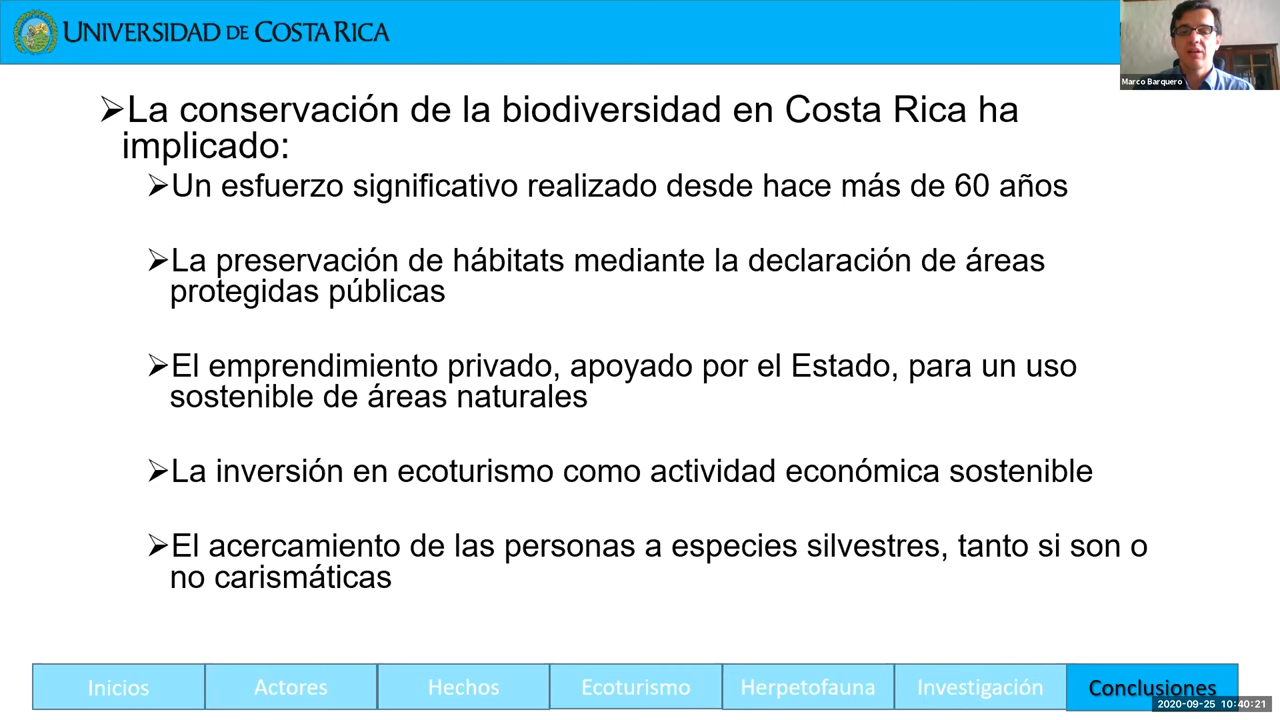 UNIVERSIDAD DE COSTA RICA
Marco Barquero
➢La conservación de la biodiversidad en Costa Rica ha
implicado:
➢Un esfuerzo significativo realizado desde hace más de 60 años
➢La preservación de hábitats mediante la declaración de áreas
protegidas públicas
➢El emprendimiento privado, apoyado por el Estado, para un uso
sostenible de áreas naturales
➢La inversión en ecoturismo como actividad económica sostenible
➢El acercamiento de las personas a especies silvestres, tanto si son o
no carismáticas
Inicios Actores Hechos Ecoturismo Herpetofauna Investigación Conclusiones
2020-09-25 10:40:21